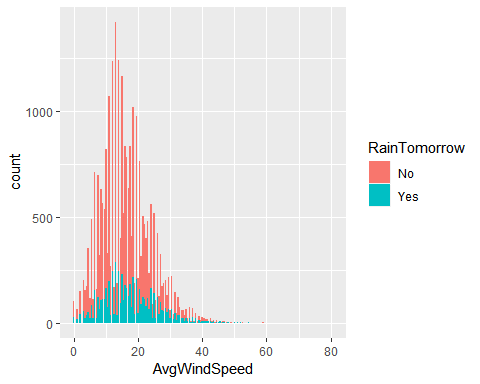 1000
500
0
count
0 20 40 60 80
AvgWindSpeed
RainTomorrow
No
Yes